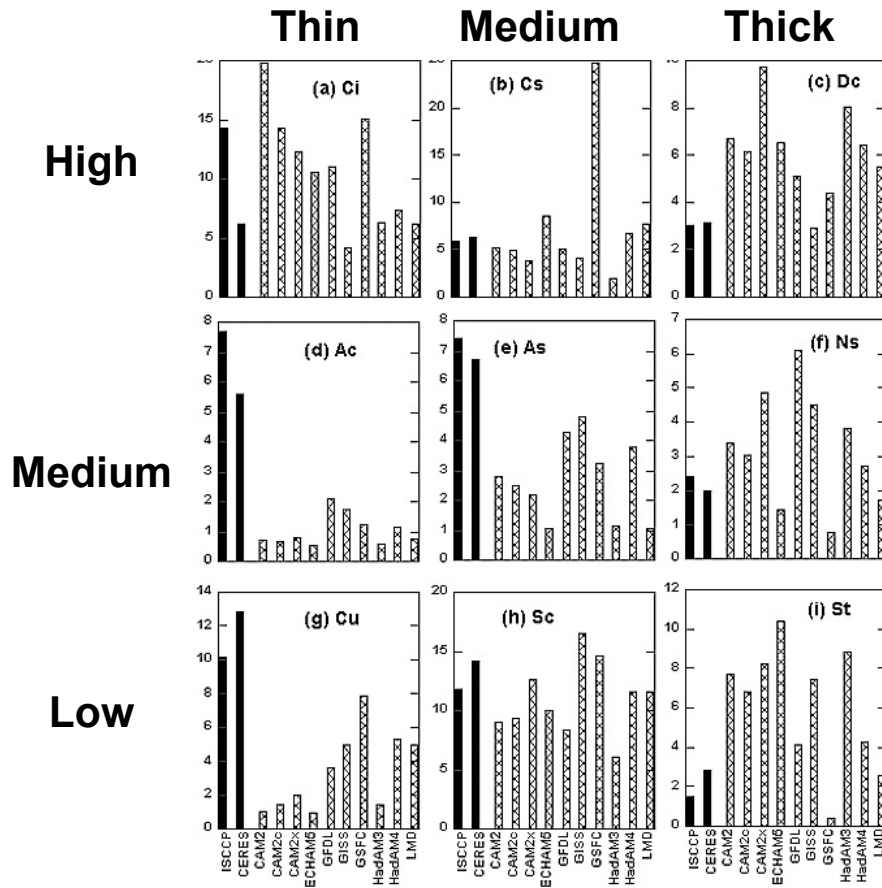 Thin Medium Thick
High
20
15
10
5
0
(a) Ci
25
20
15
10
5
0
(b) Cs
10
8
6
4
2
0
(c) Dc
Medium
8
7
6
5
4
3
2
1
0
(d) Ac
8
7
6
5
4
3
2
1
0
(e) As
7
6
5
4
3
2
1
0
(f) Ns
Low
14
12
10
8
6
4
2
0
(g) Cu
20
15
10
5
0
(h) Sc
12
10
8
6
4
2
0
(i) St
ISCCP
CERES
CAM2
CAM2c
CAM2x
ECHAM5
GFDL
GISS
GSFC
HadAM3
HadAM4
LMD
ISCCP
CERES
CAM2
CAM2c
CAM2x
ECHAM5
GFDL
GISS
GSFC
HadAM3
HadAM4
LMD
ISCCP
CERES
CAM2
CAM2c
CAM2X
ECHAM5
GFDL
GISS
GSFC
HadAM3
HadAM4
LMD